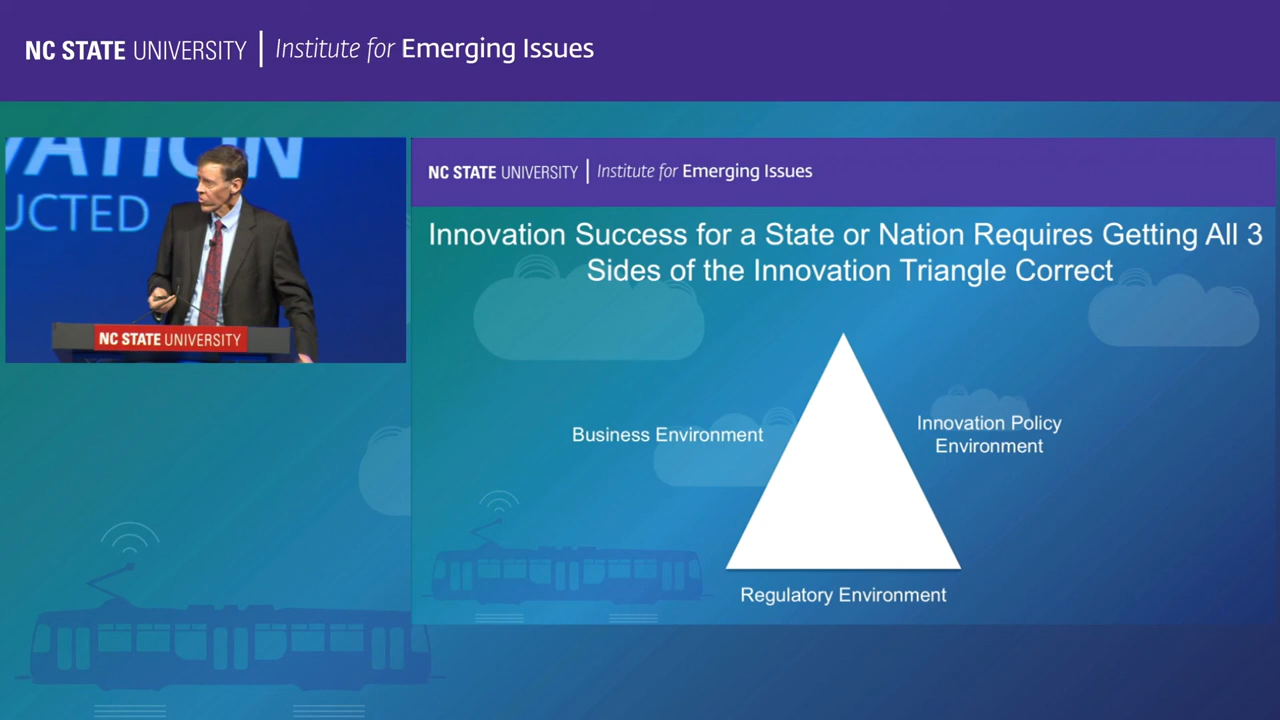 NC STATE UNIVERSITY | Institute for Emerging Issues
VATION
UCTED
NC STATE UNIVERSITY
NC STATE UNIVERSITY | Institute for Emerging Issues
Innovation Success for a State or Nation Requires Getting All 3
Sides of the Innovation Triangle Correct
Business Environment
Innovation Policy
Environment
Regulatory Environment